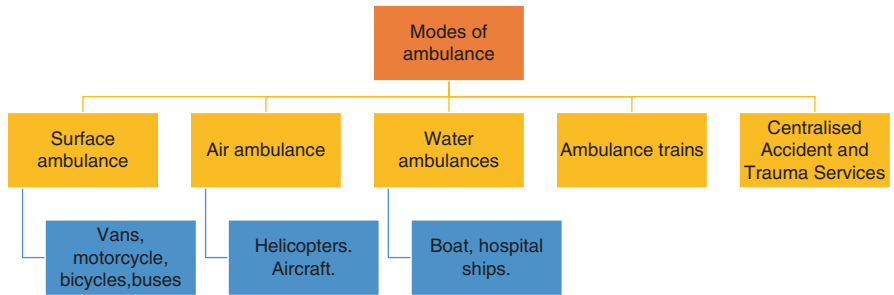 Modes of
ambulance
Surface
ambulance
Air ambulance
Water
ambulances
Ambulance trains
Centralised
Accident and
Trauma Services
Vans,
motorcycle,
bicycles,buses
Helicopters.
Aircraft.
Boat, hospital
ships.